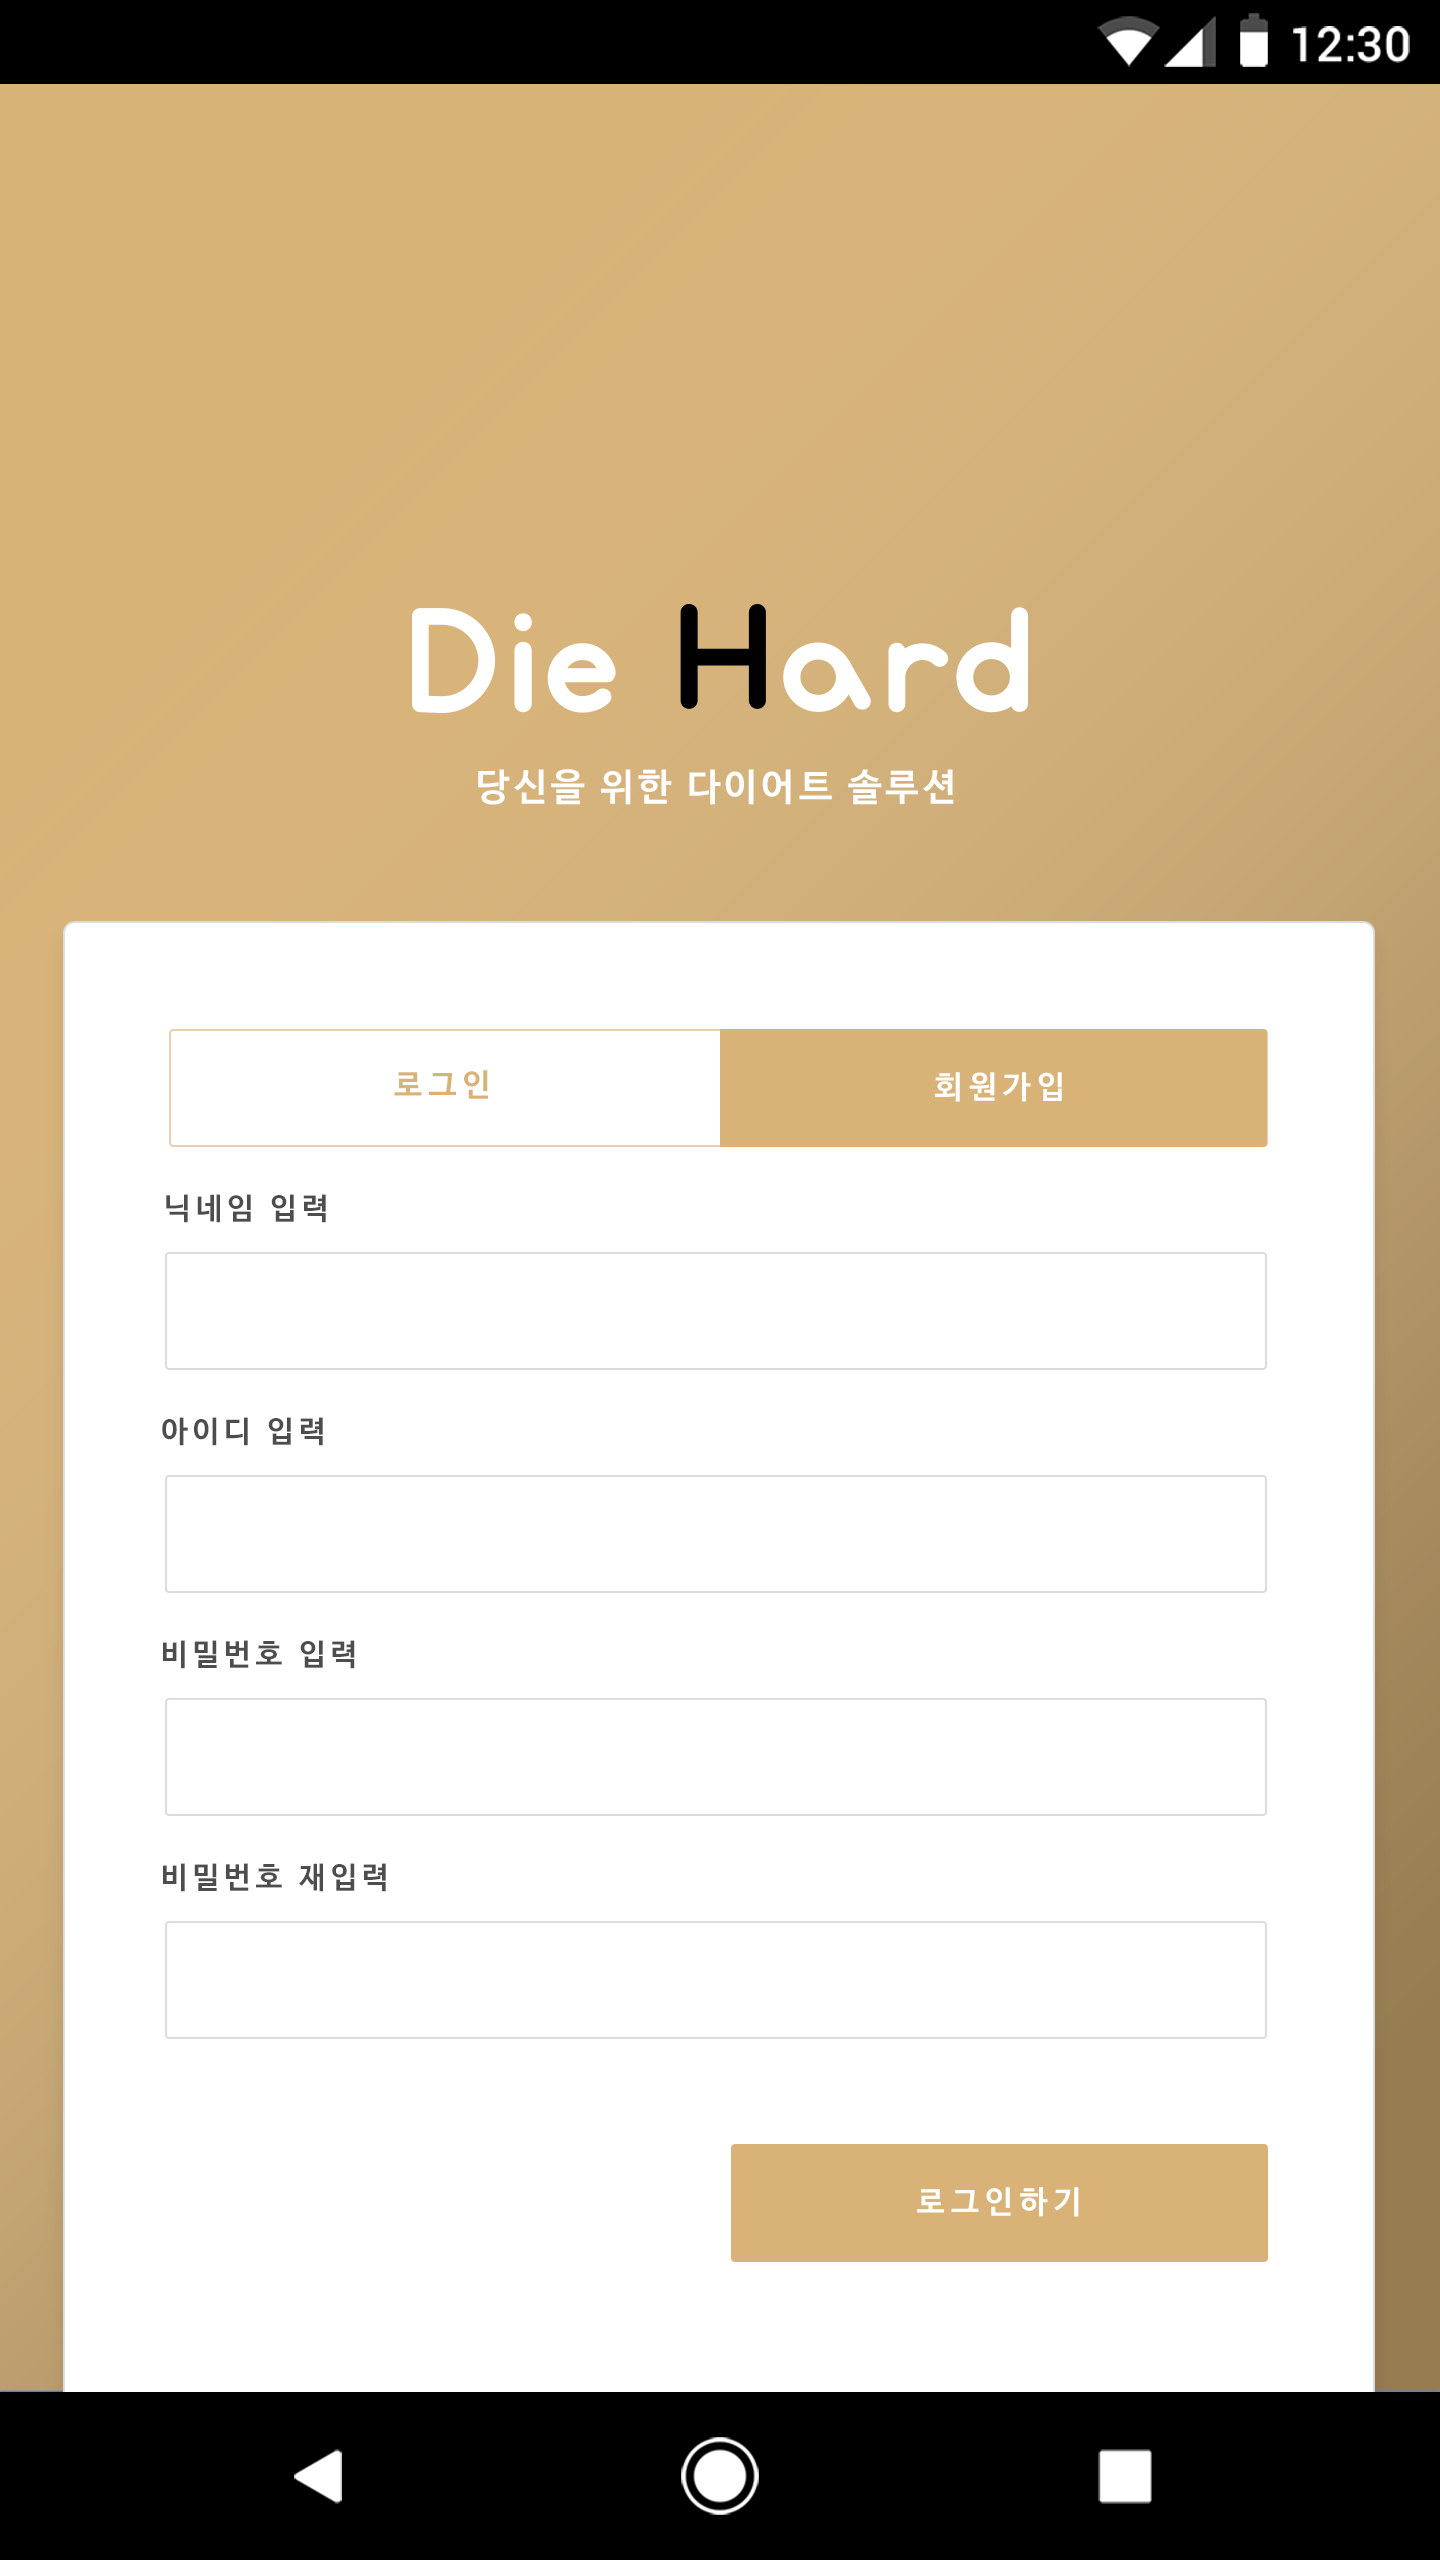 12:30
Die Hard
당신을 위한 다이어트 솔루션
로그인 회원가입
닉네임 입력
아이디 입력
비밀번호 입력
비밀번호 재입력
로그인하기